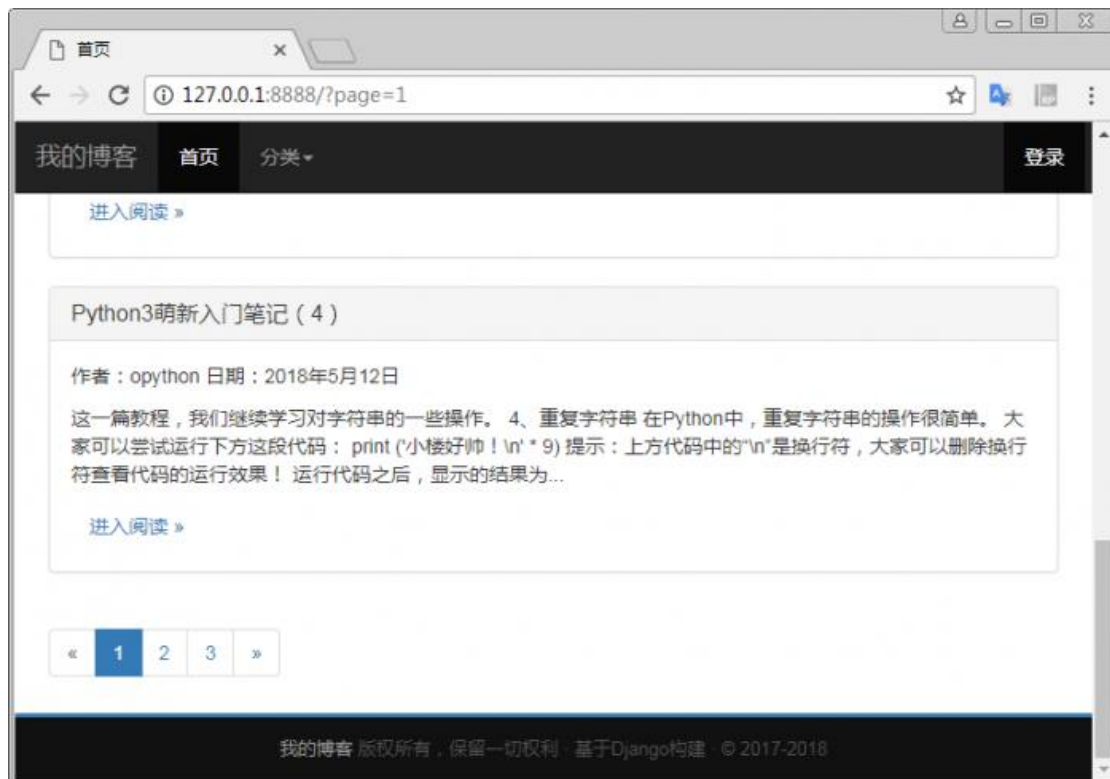 首页
127.0.0.1:8888/?page=1
我的博客 首页 分类 登录
进入阅读 »
Python3萌新入门笔记（4）
作者：opython 日期：2018年5月12日
这一篇教程，我们继续学习对字符串的一些操作。 4、重复字符串 在Python中，重复字符串的操作很简单。 大
家可以尝试运行下方这段代码： print ('小楼好帅！\n' * 9) 提示：上方代码中的“\n”是换行符，大家可以删除换行
符查看代码的运行效果！ 运行代码之后，显示的结果为...
进入阅读 »
« 1 2 3 »
我的博客 版权所有，保留一切权利 · 基于Django构建 · © 2017-2018